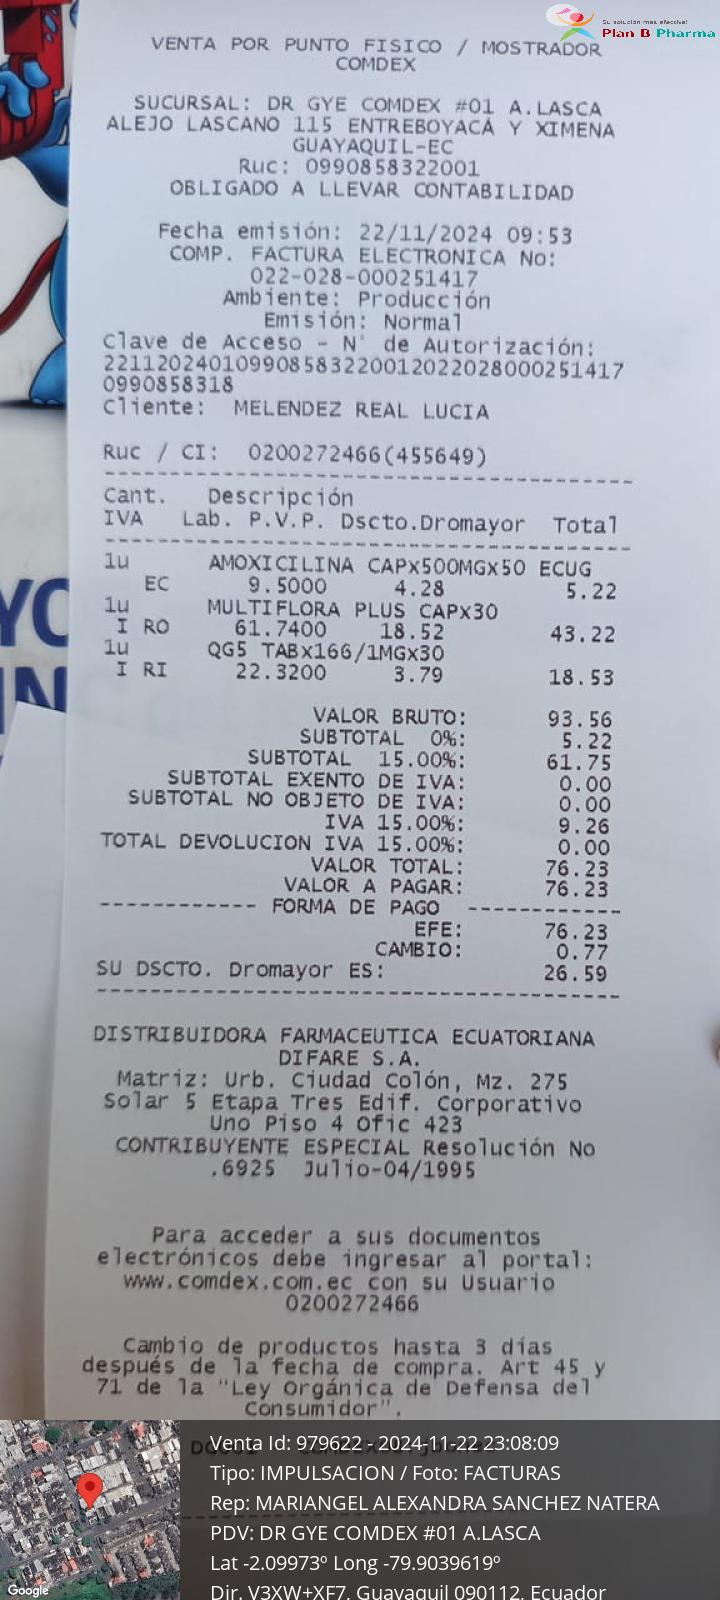 Su solución más efectiva!
Plan B Pharma
VENTA POR PUNTO FISICO / MOSTRADOR
COMDEX
SUCURSAL: DR GYE COMDEX #01 A.LASCA
ALEJO LASCANO 115 ENTREBOYACÁ Y XIMENA
GUAYAQUIL-EC
Ruc: 0990858322001
OBLIGADO A LLEVAR CONTABILIDAD
Fecha emisión: 22/11/2024 09:53
COMP. FACTURA ELECTRONICA No:
022-028-000251417
Ambiente: Producción
Emisión: Normal
Clave de Acceso - N° de Autorización:
221120240109908583220012022028000251417
0990858318
Cliente: MELENDEZ REAL LUCIA
Ruc / CI: 0200272466(455649)
Cant. Descripción
IVA Lab. P.V.P. Dscto.Dromayor Total
1u AMOXICILINA CAPx500MGx50 ECUG
EC 9.5000 4.28 5.22
1u MULTIFLORA PLUS CAPx30
I RO 61.7400 18.52 43.22
1u QG5 TABx166/1MGx30
I RI 22.3200 3.79 18.53
VALOR BRUTO: 93.56
SUBTOTAL 0%: 5.22
SUBTOTAL 15.00%: 61.75
SUBTOTAL EXENTO DE IVA: 0.00
SUBTOTAL NO OBJETO DE IVA: 0.00
IVA 15.00%: 9.26
TOTAL DEVOLUCION IVA 15.00%: 0.00
VALOR TOTAL: 76.23
VALOR A PAGAR: 76.23
------------ FORMA DE PAGO ------------
EFE: 76.23
CAMBIO: 0.77
SU DSCTO. Dromayor ES: 26.59
DISTRIBUIDORA FARMACEUTICA ECUATORIANA
DIFARE S.A.
Matriz: Urb. Ciudad Colón, Mz. 275
Solar 5 Etapa Tres Edif. Corporativo
Uno Piso 4 Ofic 423
CONTRIBUYENTE ESPECIAL Resolución No
.6925 Julio-04/1995
Para acceder a sus documentos
electrónicos debe ingresar al portal:
www.comdex.com.ec con su Usuario
0200272466
Cambio de productos hasta 3 días
después de la fecha de compra. Art 45 y
71 de la "Ley Orgánica de Defensa del
Consumidor".
Venta Id: 979622 - 2024-11-22 23:08:09
Tipo: IMPULSACION / Foto: FACTURAS
Rep: MARIANGEL ALEXANDRA SANCHEZ NATERA
PDV: DR GYE COMDEX #01 A.LASCA
Lat -2.09973º Long -79.9039619º
Dir. V3XW+XF7, Guayaquil 090112, Ecuador
Google